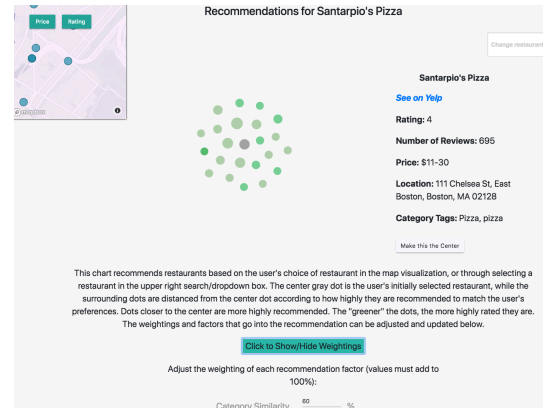 Recommendations for Santarpio's Pizza
Price
Rating
mapbox
Change restaurant
Santarpio's Pizza
See on Yelp
Rating: 4
Number of Reviews: 695
Price: $11-30
Location: 111 Chelsea St, East
Boston, Boston, MA 02128
Category Tags: Pizza, pizza
Make this the Center
This chart recommends restaurants based on the user's choice of restaurant in the map visualization, or through selecting a
restaurant in the upper right search/dropdown box. The center gray dot is the user's initially selected restaurant, while the
surrounding dots are distanced from the center dot according to how highly they are recommended to match the user's
preferences. Dots closer to the center are more highly recommended. The "greener" the dots, the more highly rated they are.
The weightings and factors that go into the recommendation can be adjusted and updated below.
Click to Show/Hide Weightings
Adjust the weighting of each recommendation factor (values must add to
100%):
Category Similarity 60 %